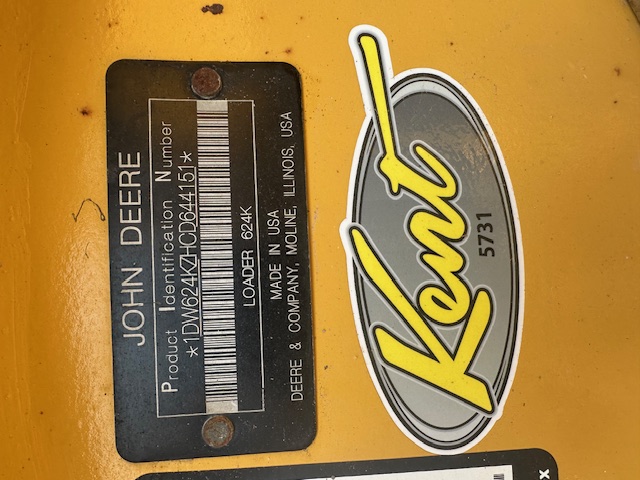 JOHN DEERE
Product Identification Number
*1DW624KZHCD644151*
LOADER 624K
MADE IN USA
DEERE & COMPANY, MOLINE, ILLINOIS, USA
Kent
5731